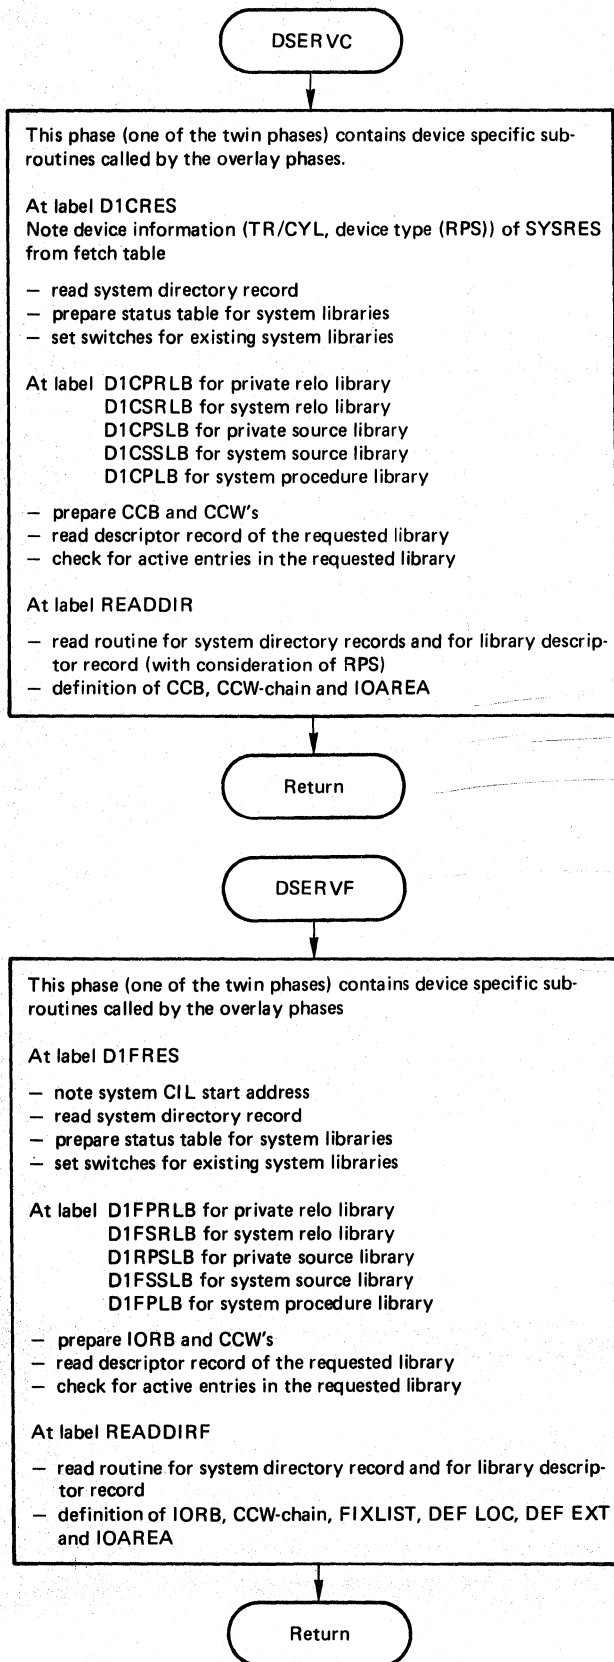 DSERVC
This phase (one of the twin phases) contains device specific sub-
routines called by the overlay phases.
At label D1CRES
Note device information (TR/CYL, device type (RPS)) of SYSRES
from fetch table
— read system directory record
— prepare status table for system libraries
— set switches for existing system libraries
At label D1CPRLB for private relo library
D1CSRLB for system relo library
D1CPSLB for private source library
D1CSSLB for system source library
D1CPLB for system procedure library
— prepare CCB and CCW's
— read descriptor record of the requested library
— check for active entries in the requested library
At label READDIR
— read routine for system directory records and for library descrip-
tor record (with consideration of RPS)
— definition of CCB, CCW-chain and IOAREA
Return
DSERVF
This phase (one of the twin phases) contains device specific sub-
routines called by the overlay phases
At label D1FRES
— note system CIL start address
— read system directory record
— prepare status table for system libraries
— set switches for existing system libraries
At label D1FPRLB for private relo library
D1FSRLB for system relo library
D1RPSLB for private source library
D1FSSLB for system source library
D1FPLB for system procedure library
— prepare IORB and CCW's
— read descriptor record of the requested library
— check for active entries in the requested library
At label READDIRF
— read routine for system directory record and for library descrip-
tor record
— definition of IORB, CCW-chain, FIXLIST, DEF LOC, DEF EXT
and IOAREA
Return